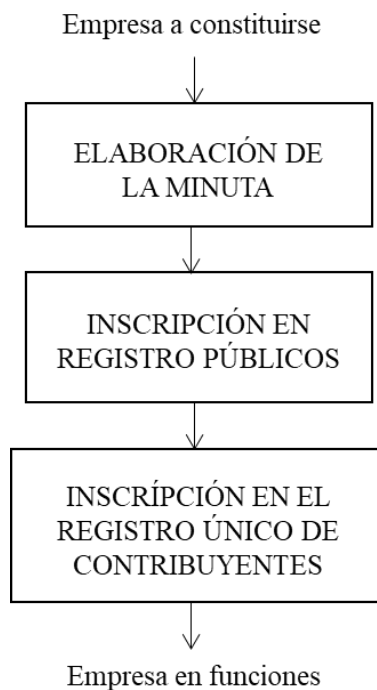 Empresa a constituirse
ELABORACIÓN DE
LA MINUTA
INSCRIPCIÓN EN
REGISTRO PÚBLICOS
INSCRÍPCIÓN EN EL
REGISTRO ÚNICO DE
CONTRIBUYENTES
Empresa en funciones